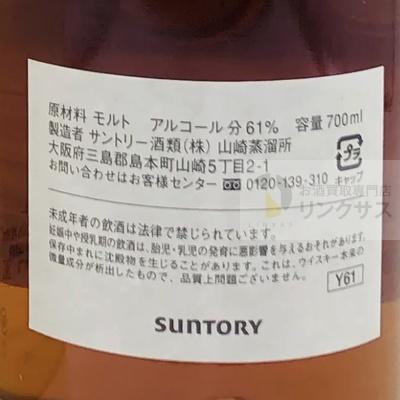 原材料 モルト アルコール分61% 容量700ml
製造者 サントリー酒類(株) 山崎蒸溜所
大阪府三島郡島本町山崎5丁目2-1
お問い合わせはお客様センター 0120-139-310
プラ
キャップ
お酒買取専門店
リンクサス
未成年者の飲酒は法律で禁じられています。
妊娠中や授乳期の飲酒は、胎児・乳児の発育に悪影響を与えるおそれがあります。
保存中まれに沈殿物を生じることがあります。これは、ウイスキー本来の
微量成分が析出したもので、品質上問題ございません。
Y61
SUNTORY